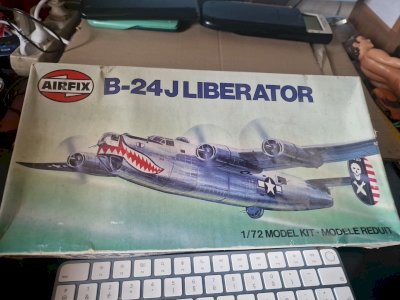 AIRFIX
B-24J LIBERATOR
1/72 MODEL KIT · MODELE REDUIT